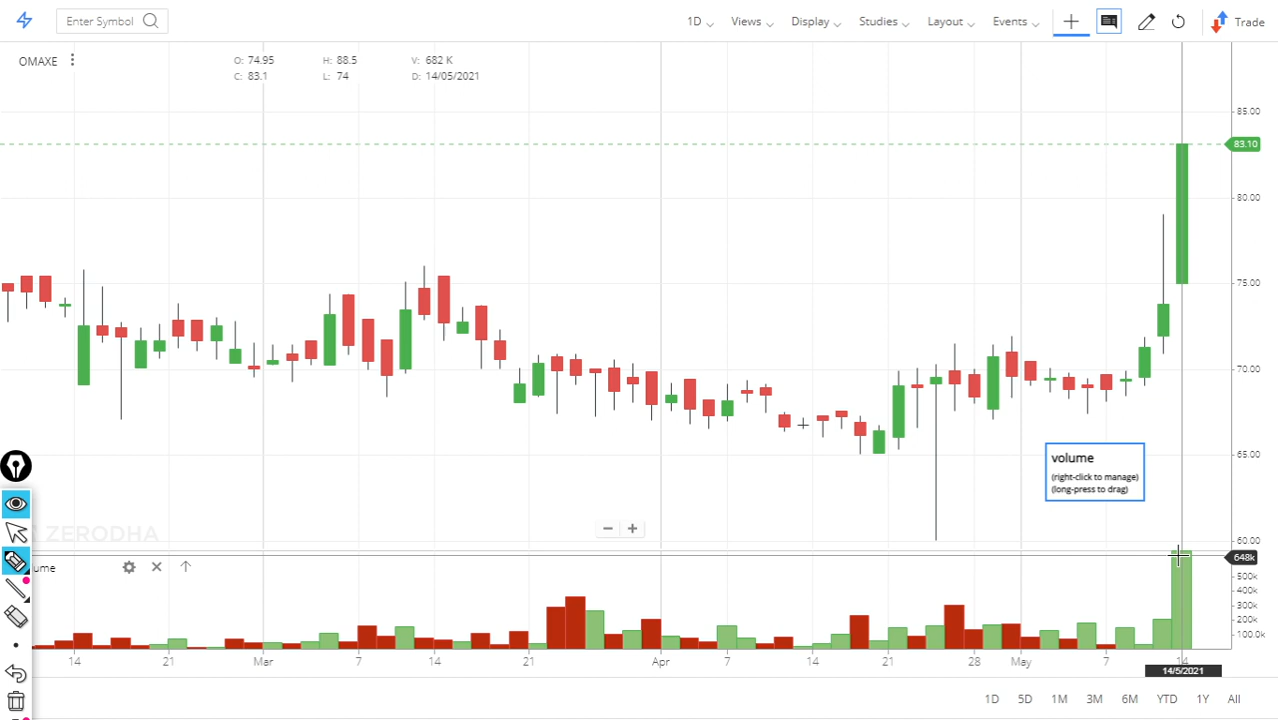 Enter Symbol
1D Views Display Studies Layout Events Trade
OMAXE
O: 74.95 H: 88.5 V: 682 K
C: 83.1 L: 74 D: 14/05/2021
85.00
83.10
80.00
75.00
70.00
65.00
volume
(right-click to manage)
(long-press to drag)
ZERODHA
60.00
648k
ume
500k
400k
300k
200k
100.0k
14 21 Mar 7 14 21 Apr 7 14 21 28 May 7 14
14/5/2021
1D 5D 1M 3M 6M YTD 1Y All